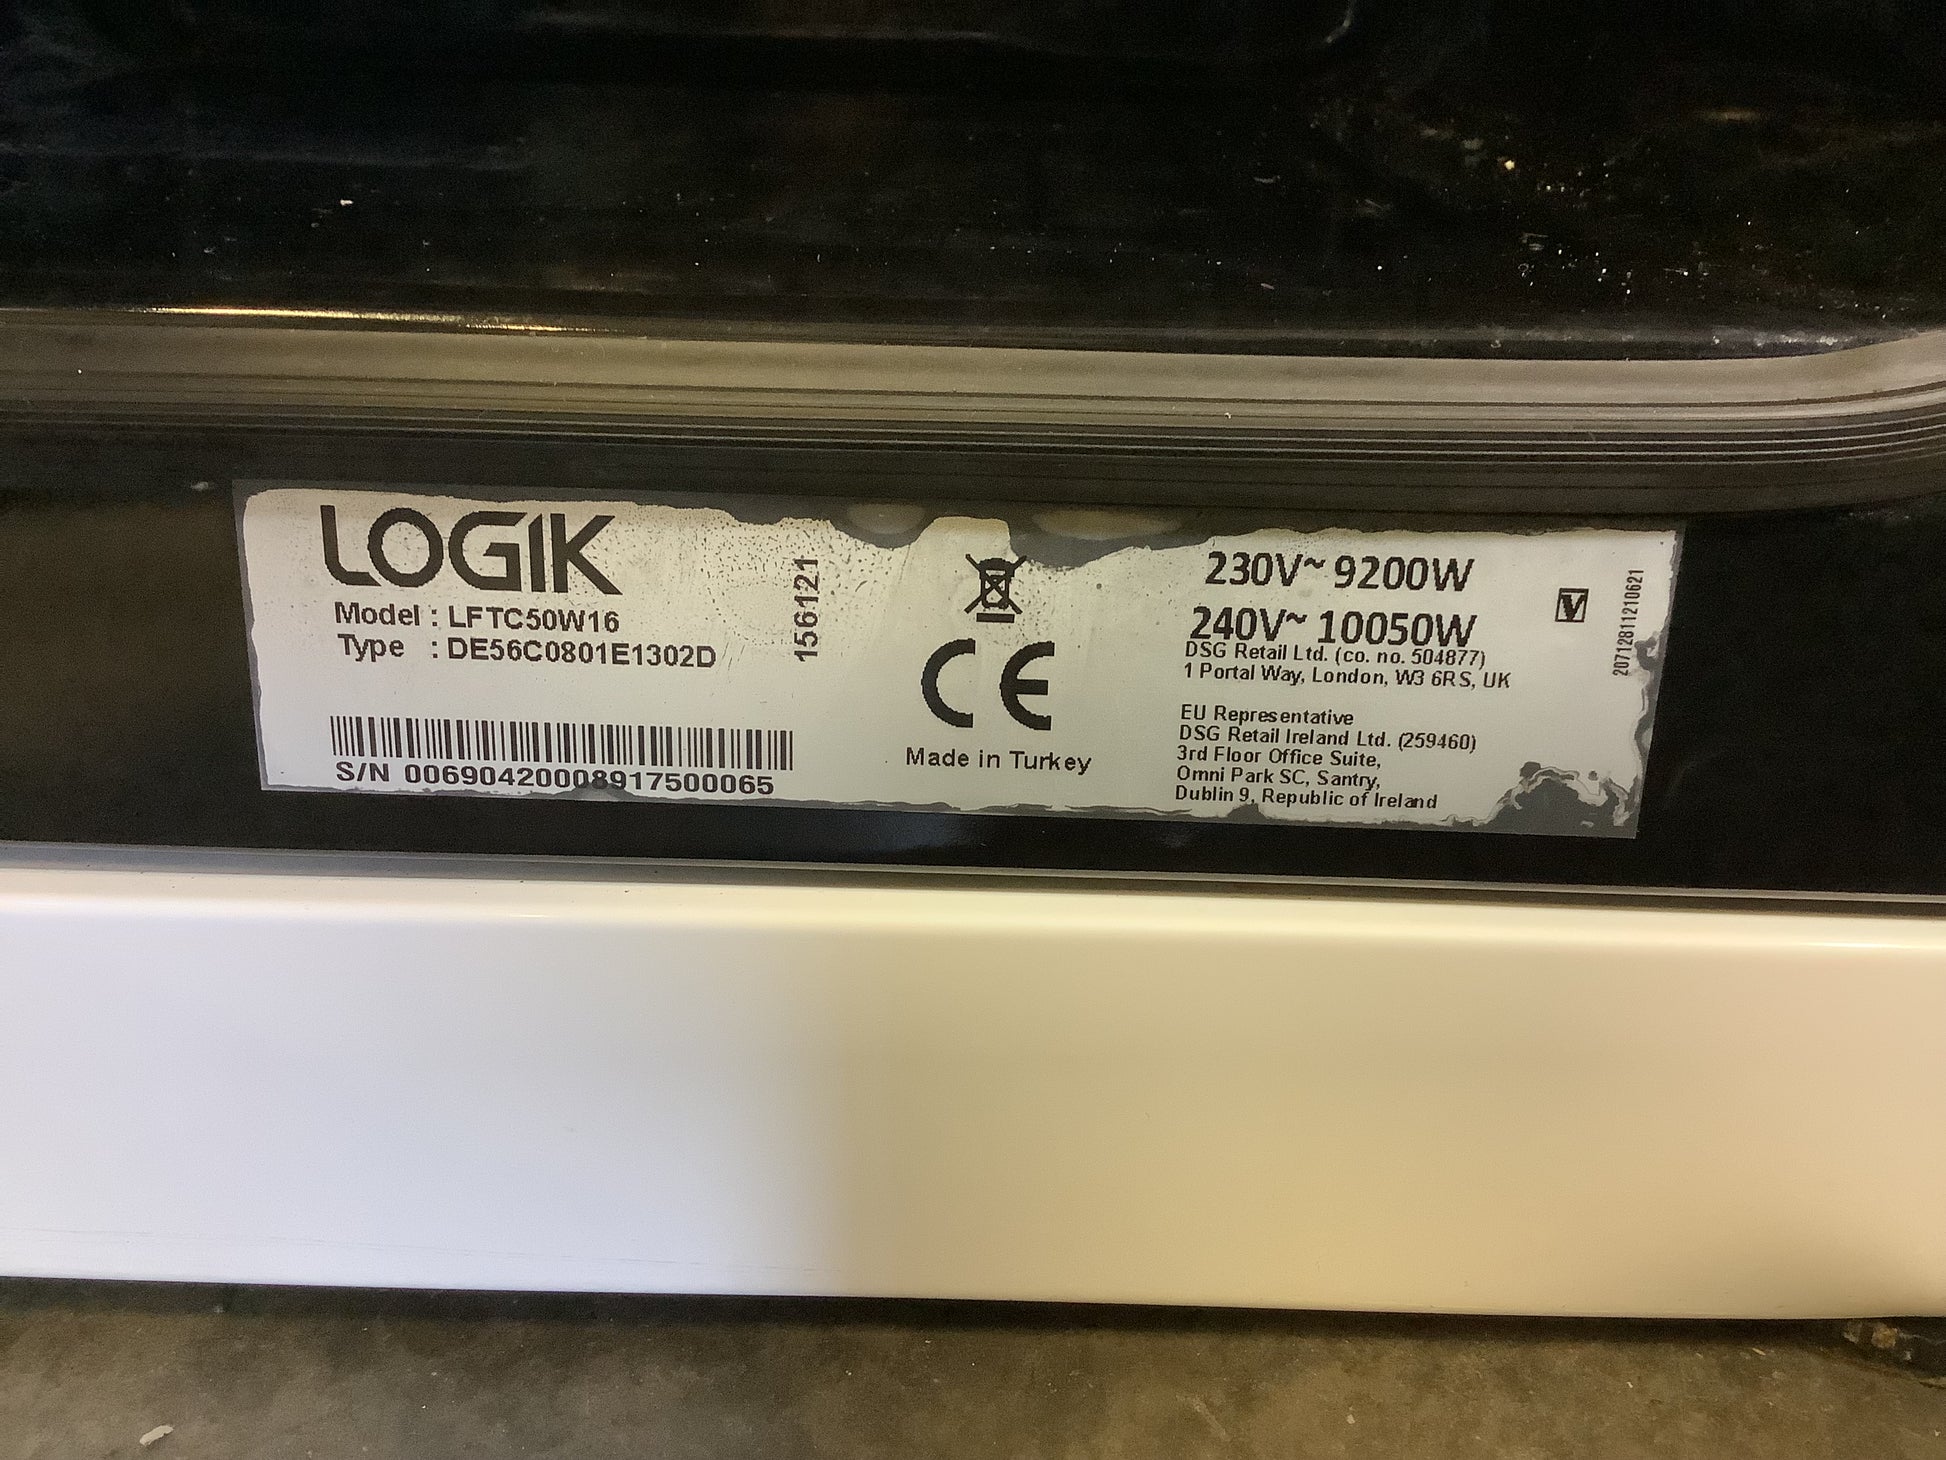 LOGIK
Model : LFTC50W16
Type : DE56C0801E1302D
156121
S/N 00690420008917500065
CE
Made in Turkey
230V~ 9200W
240V~ 10050W
DSG Retail Ltd. (co. no. 504877)
1 Portal Way, London, W3 6RS, UK
EU Representative
DSG Retail Ireland Ltd. (259460)
3rd Floor Office Suite,
Omni Park SC, Santry,
Dublin 9, Republic of Ireland
V
20712811210621